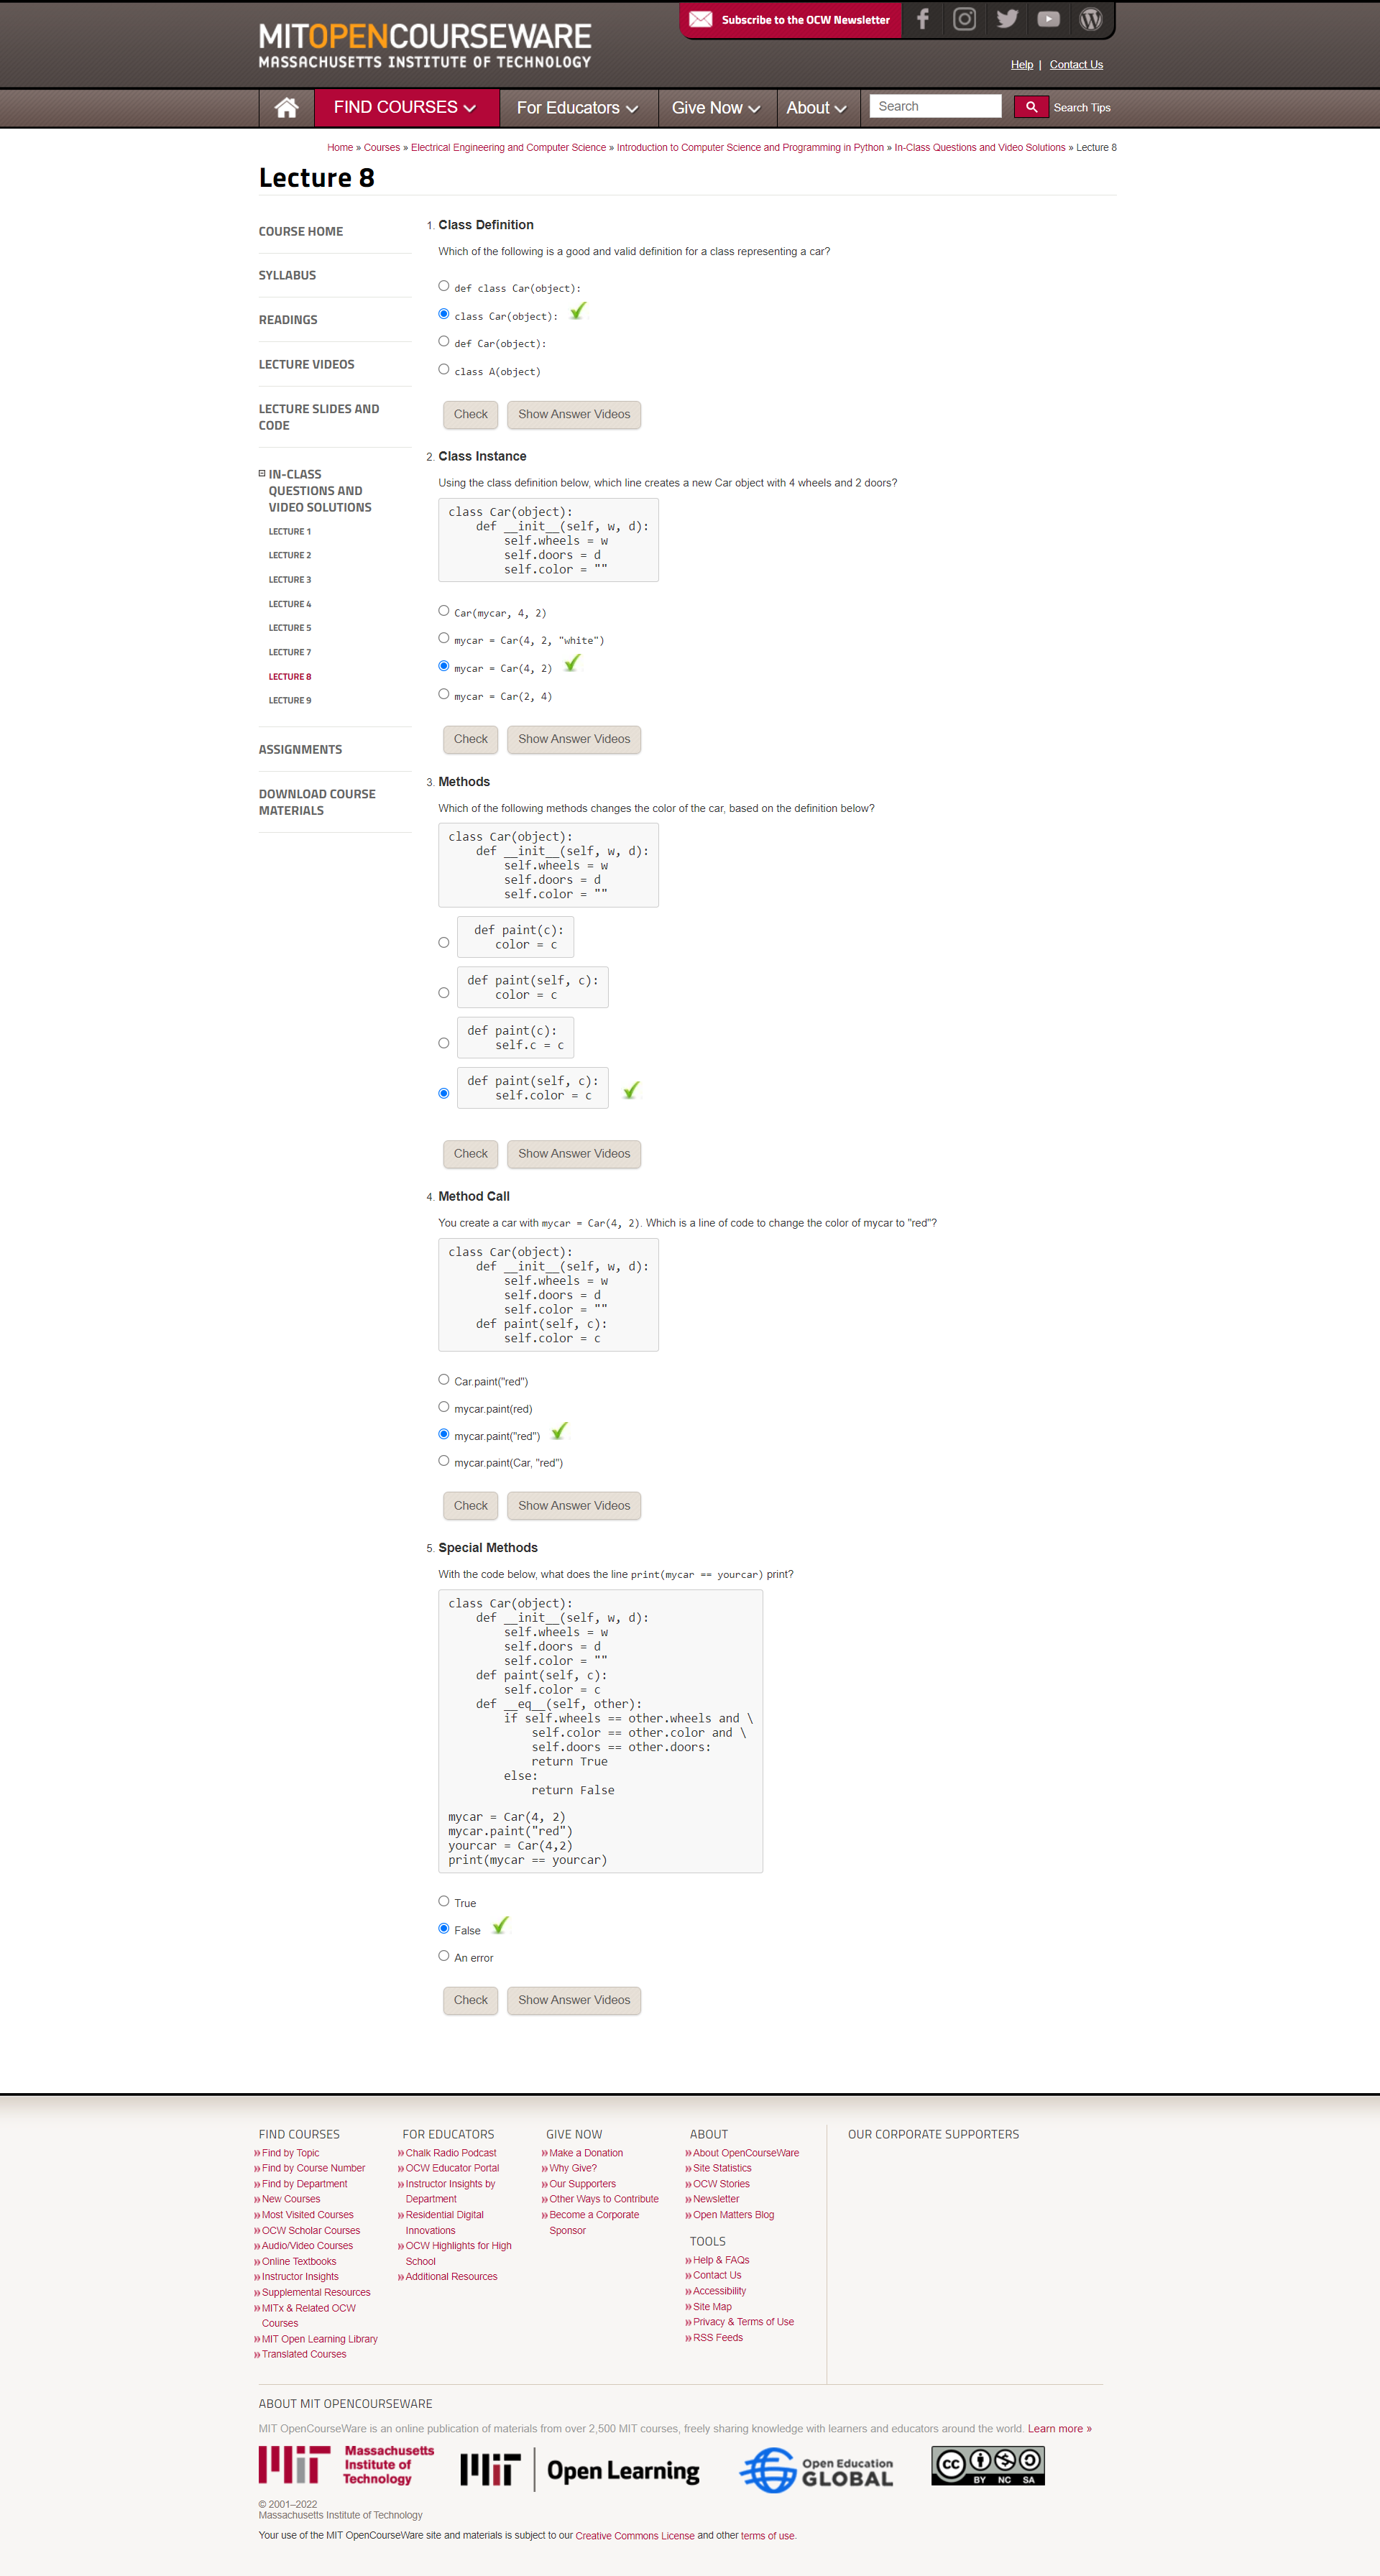 MITOPENCOURSEWARE
MASSACHUSETTS INSTITUTE OF TECHNOLOGY
Subscribe to the OCW Newsletter
Help | Contact Us
FIND COURSES
For Educators
Give Now
About
Search
Search Tips
Home » Courses » Electrical Engineering and Computer Science » Introduction to Computer Science and Programming in Python » In-Class Questions and Video Solutions » Lecture 8
Lecture 8
COURSE HOME
SYLLABUS
READINGS
LECTURE VIDEOS
LECTURE SLIDES AND
CODE
IN-CLASS
QUESTIONS AND
VIDEO SOLUTIONS
LECTURE 1
LECTURE 2
LECTURE 3
LECTURE 4
LECTURE 5
LECTURE 7
LECTURE 8
LECTURE 9
ASSIGNMENTS
DOWNLOAD COURSE
MATERIALS
1. Class Definition
Which of the following is a good and valid definition for a class representing a car?
def class Car(object):
class Car(object):
def Car(object):
class A(object)
Check
Show Answer Videos
2. Class Instance
Using the class definition below, which line creates a new Car object with 4 wheels and 2 doors?
class Car(object):
    def __init__(self, w, d):
        self.wheels = w
        self.doors = d
        self.color = ""
Car(mycar, 4, 2)
mycar = Car(4, 2, "white")
mycar = Car(4, 2)
mycar = Car(2, 4)
Check
Show Answer Videos
3. Methods
Which of the following methods changes the color of the car, based on the definition below?
class Car(object):
    def __init__(self, w, d):
        self.wheels = w
        self.doors = d
        self.color = ""
def paint(c):
   color = c
def paint(self, c):
    color = c
def paint(c):
    self.c = c
def paint(self, c):
    self.color = c
Check
Show Answer Videos
4. Method Call
You create a car with mycar = Car(4, 2). Which is a line of code to change the color of mycar to "red"?
class Car(object):
    def __init__(self, w, d):
        self.wheels = w
        self.doors = d
        self.color = ""
    def paint(self, c):
        self.color = c
Car.paint("red")
mycar.paint(red)
mycar.paint("red")
mycar.paint(Car, "red")
Check
Show Answer Videos
5. Special Methods
With the code below, what does the line print(mycar == yourcar) print?
class Car(object):
    def __init__(self, w, d):
        self.wheels = w
        self.doors = d
        self.color = ""
    def paint(self, c):
        self.color = c
    def __eq__(self, other):
        if self.wheels == other.wheels and \
            self.color == other.color and \
            self.doors == other.doors:
            return True
        else:
            return False
mycar = Car(4, 2)
mycar.paint("red")
yourcar = Car(4,2)
print(mycar == yourcar)
True
False
An error
Check
Show Answer Videos
FIND COURSES
Find by Topic
Find by Course Number
Find by Department
New Courses
Most Visited Courses
OCW Scholar Courses
Audio/Video Courses
Online Textbooks
Instructor Insights
Supplemental Resources
MITx & Related OCW
Courses
MIT Open Learning Library
Translated Courses
FOR EDUCATORS
Chalk Radio Podcast
OCW Educator Portal
Instructor Insights by
Department
Residential Digital
Innovations
OCW Highlights for High
School
Additional Resources
GIVE NOW
Make a Donation
Why Give?
Our Supporters
Other Ways to Contribute
Become a Corporate
Sponsor
ABOUT
About OpenCourseWare
Site Statistics
OCW Stories
Newsletter
Open Matters Blog
TOOLS
Help & FAQs
Contact Us
Accessibility
Site Map
Privacy & Terms of Use
RSS Feeds
OUR CORPORATE SUPPORTERS
ABOUT MIT OPENCOURSEWARE
MIT OpenCourseWare is an online publication of materials from over 2,500 MIT courses, freely sharing knowledge with learners and educators around the world. Learn more »
MIT Massachusetts
Institute of
Technology
MIT Open Learning
Open Education
GLOBAL
CC BY NC SA
© 2001–2022
Massachusetts Institute of Technology
Your use of the MIT OpenCourseWare site and materials is subject to our Creative Commons License and other terms of use.